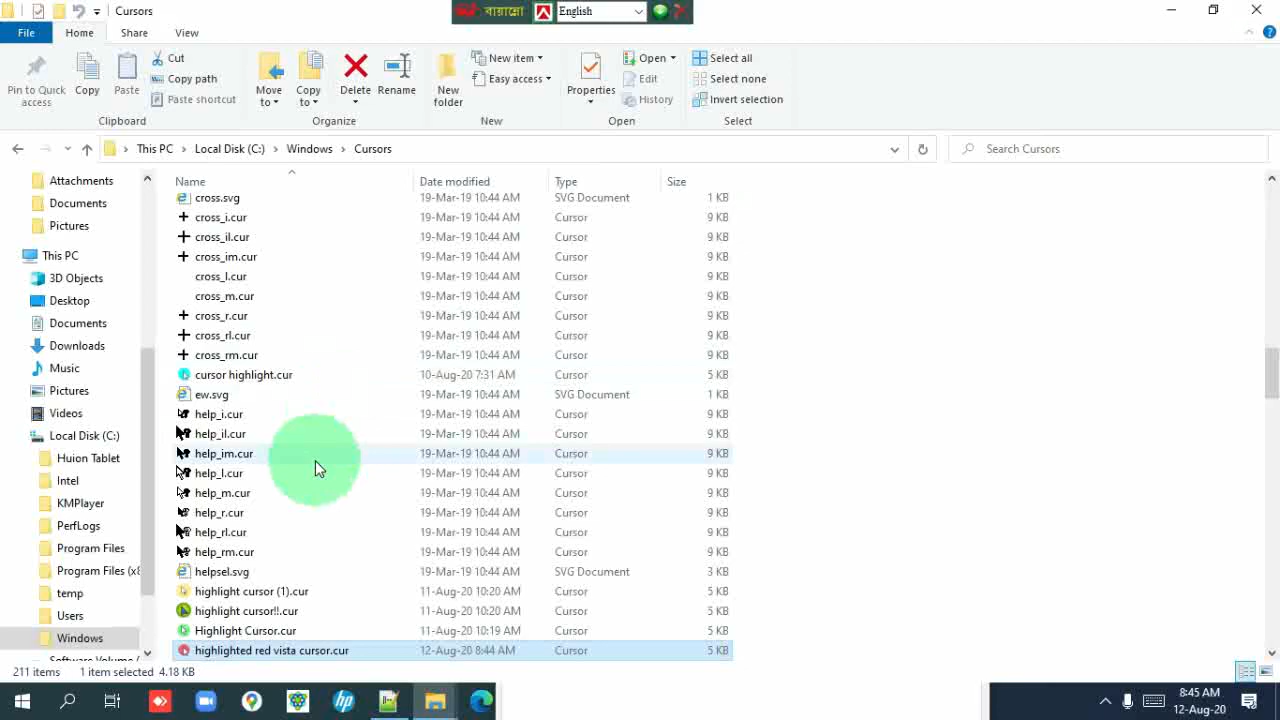 Cursors
বায়ান্নো English
File Home Share View
Pin to Quick access
Copy
Paste
Cut
Copy path
Paste shortcut
Clipboard
Move to
Copy to
Delete
Rename
Organize
New folder
New item
Easy access
New
Properties
Open
Edit
History
Open
Select all
Select none
Invert selection
Select
This PC Local Disk (C:) Windows Cursors
Search Cursors
Attachments
Documents
Pictures
This PC
3D Objects
Desktop
Documents
Downloads
Music
Pictures
Videos
Local Disk (C:)
Huion Tablet
Intel
KMPlayer
PerfLogs
Program Files
Program Files (x8
temp
Users
Windows
Name Date modified Type Size
cross.svg 19-Mar-19 10:44 AM SVG Document 1 KB
cross_i.cur 19-Mar-19 10:44 AM Cursor 9 KB
cross_il.cur 19-Mar-19 10:44 AM Cursor 9 KB
cross_im.cur 19-Mar-19 10:44 AM Cursor 9 KB
cross_l.cur 19-Mar-19 10:44 AM Cursor 9 KB
cross_m.cur 19-Mar-19 10:44 AM Cursor 9 KB
cross_r.cur 19-Mar-19 10:44 AM Cursor 9 KB
cross_rl.cur 19-Mar-19 10:44 AM Cursor 9 KB
cross_rm.cur 19-Mar-19 10:44 AM Cursor 9 KB
cursor highlight.cur 10-Aug-20 7:31 AM Cursor 5 KB
ew.svg 19-Mar-19 10:44 AM SVG Document 1 KB
help_i.cur 19-Mar-19 10:44 AM Cursor 9 KB
help_il.cur 19-Mar-19 10:44 AM Cursor 9 KB
help_im.cur 19-Mar-19 10:44 AM Cursor 9 KB
help_l.cur 19-Mar-19 10:44 AM Cursor 9 KB
help_m.cur 19-Mar-19 10:44 AM Cursor 9 KB
help_r.cur 19-Mar-19 10:44 AM Cursor 9 KB
help_rl.cur 19-Mar-19 10:44 AM Cursor 9 KB
help_rm.cur 19-Mar-19 10:44 AM Cursor 9 KB
helpsel.svg 19-Mar-19 10:44 AM SVG Document 3 KB
highlight cursor (1).cur 11-Aug-20 10:20 AM Cursor 5 KB
highlight cursor!!.cur 11-Aug-20 10:20 AM Cursor 5 KB
Highlight Cursor.cur 11-Aug-20 10:19 AM Cursor 5 KB
highlighted red vista cursor.cur 12-Aug-20 8:44 AM Cursor 5 KB
211 items 1 item selected 4.18 KB
8:45 AM
12-Aug-20